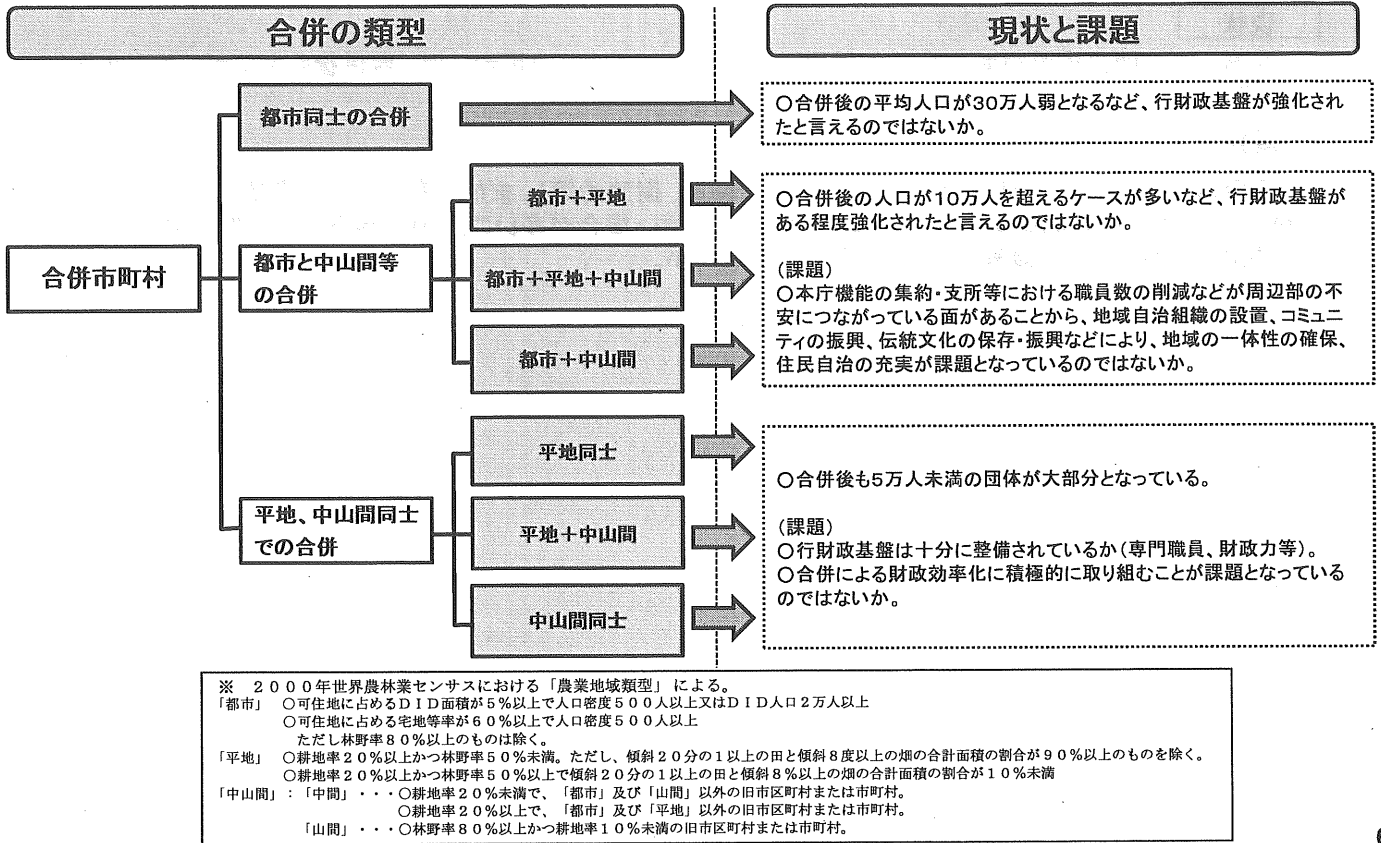 合併の類型
現状と課題
合併市町村
都市同士の合併
都市と中山間等
の合併
都市+平地
都市+平地+中山間
都市+中山間
平地、中山間同士
での合併
平地同士
平地+中山間
中山間同士
○合併後の平均人口が30万人弱となるなど、行財政基盤が強化され
たと言えるのではないか。
○合併後の人口が10万人を超えるケースが多いなど、行財政基盤が
ある程度強化されたと言えるのではないか。
(課題)
○本庁機能の集約・支所等における職員数の削減などが周辺部の不
安につながっている面があることから、地域自治組織の設置、コミュニ
ティの振興、伝統文化の保存・振興などにより、地域の一体性の確保、
住民自治の充実が課題となっているのではないか。
○合併後も5万人未満の団体が大部分となっている。
(課題)
○行財政基盤は十分に整備されているか(専門職員、財政力等)。
○合併による財政効率化に積極的に取り組むことが課題となっている
のではないか。
※ 2000年世界農林業センサスにおける「農業地域類型」による。
「都市」 ○可住地に占めるDID面積が5%以上で人口密度500人以上又はDID人口2万人以上
○可住地に占める宅地等率が60%以上で人口密度500人以上
ただし林野率80%以上のものは除く。
「平地」 ○耕地率20%以上かつ林野率50%未満。ただし、傾斜20分の1以上の田と傾斜8度以上の畑の合計面積の割合が90%以上のものを除く。
○耕地率20%以上かつ林野率50%以上で傾斜20分の1以上の田と傾斜8%以上の畑の合計面積の割合が10%未満
「中山間」:「中間」・・・○耕地率20%未満で、「都市」及び「山間」以外の旧市区町村または市町村。
○耕地率20%以上で、「都市」及び「平地」以外の旧市区町村または市町村。
「山間」・・・○林野率80%以上かつ耕地率10%未満の旧市区町村または市町村。